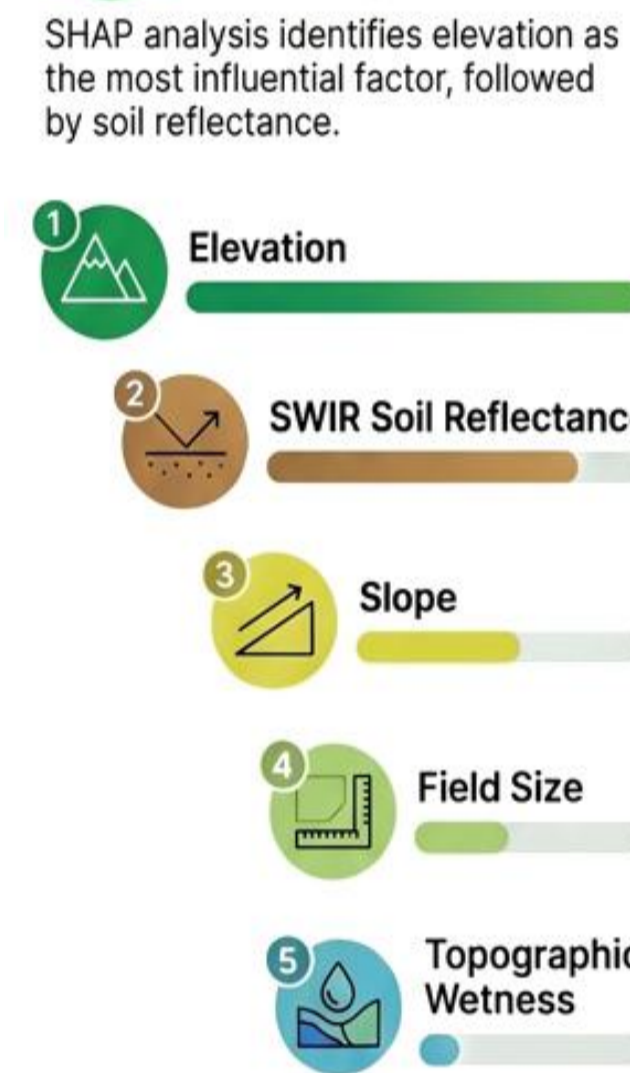 SHAP analysis identifies elevation as
the most influential factor, followed
by soil reflectance.
1
Elevation
2
SWIR Soil Reflectanc
3
Slope
4
Field Size
5
Topographic
Wetness